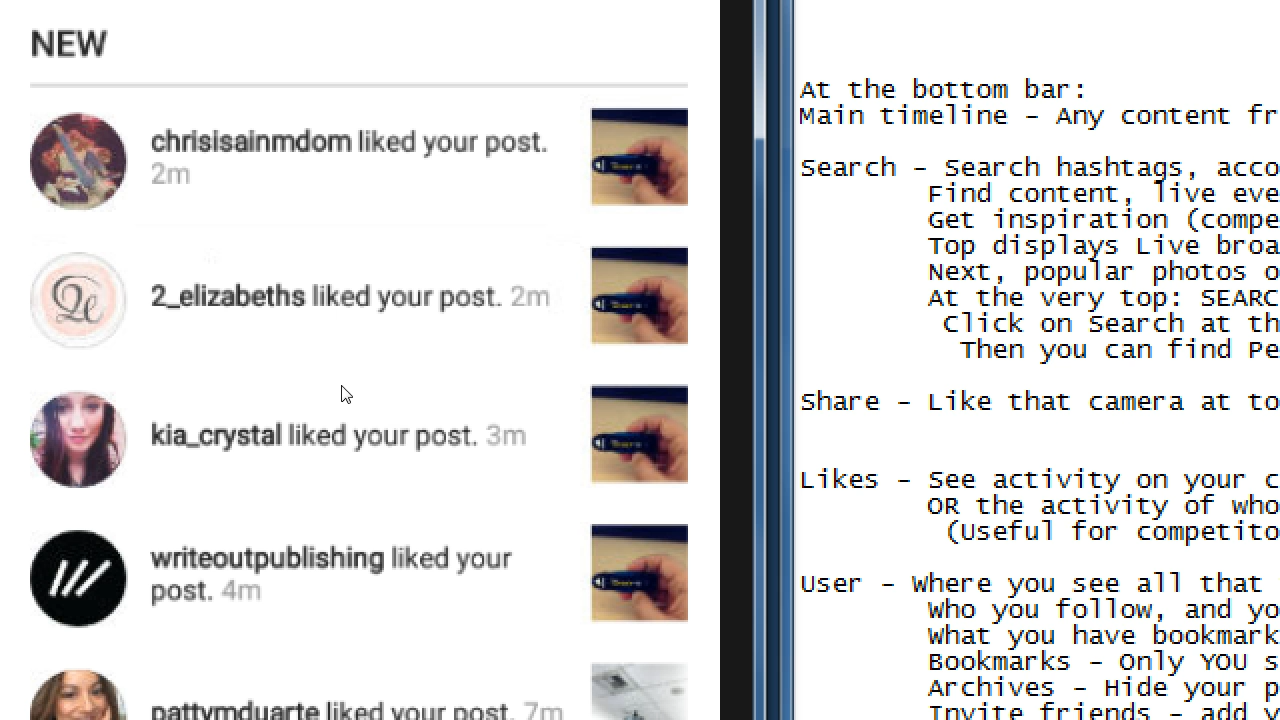 NEW
chrisisainmdom liked your post.
2m
2_elizabeths liked your post. 2m
kia_crystal liked your post. 3m
writeoutpublishing liked your
post. 4m
pattymduarte liked your post. 7m
At the bottom bar:
Main timeline - Any content fr
Search - Search hashtags, acco
Find content, live eve
Get inspiration (compe
Top displays Live broa
Next, popular photos o
At the very top: SEARC
Click on Search at th
Then you can find Pe
Share - Like that camera at to
Likes - See activity on your c
OR the activity of who
(Useful for competito
User - Where you see all that
Who you follow, and yo
What you have bookmark
Bookmarks - Only YOU s
Archives - Hide your p
Invite friends - add y